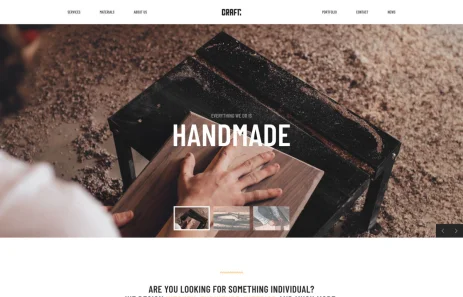 SERVICES
MATERIALS
ABOUT US
CRAFT.
PORTFOLIO
CONTACT
NEWS
EVERYTHING WE DO IS
HANDMADE
ARE YOU LOOKING FOR SOMETHING INDIVIDUAL?